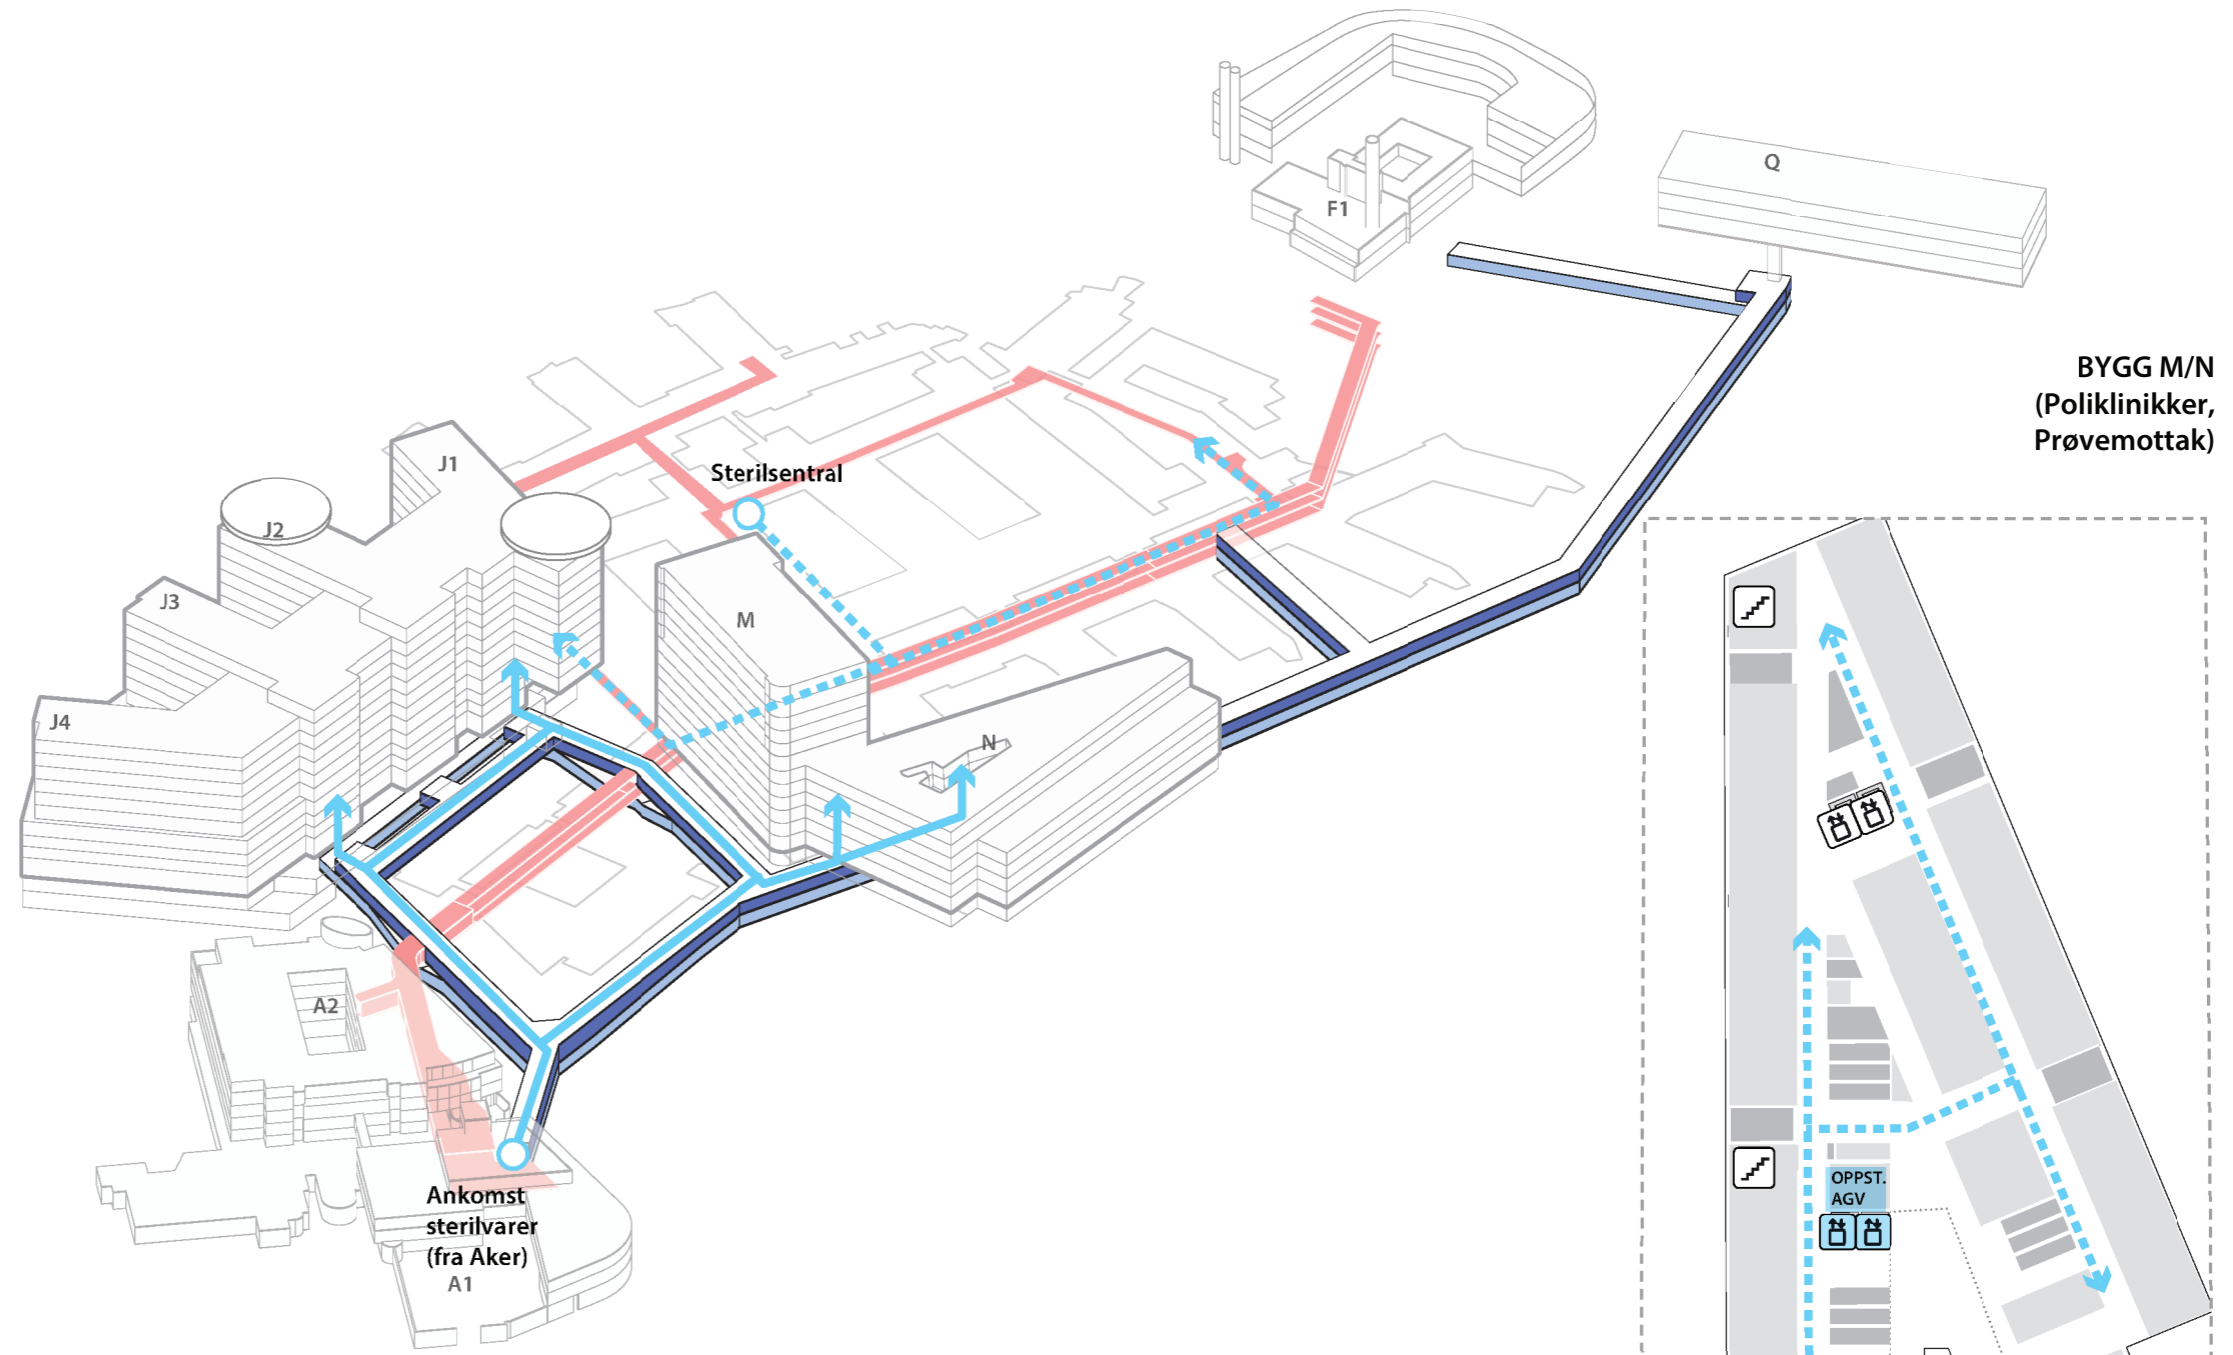 Q
F1
BYGG M/N
(Poliklinikker,
Prøvemottak)
J1
Sterilsentral
J2
J3
M
J4
N
A2
OPPST.
AGV
Ankomst
sterilvarer
(fra Aker)
A1